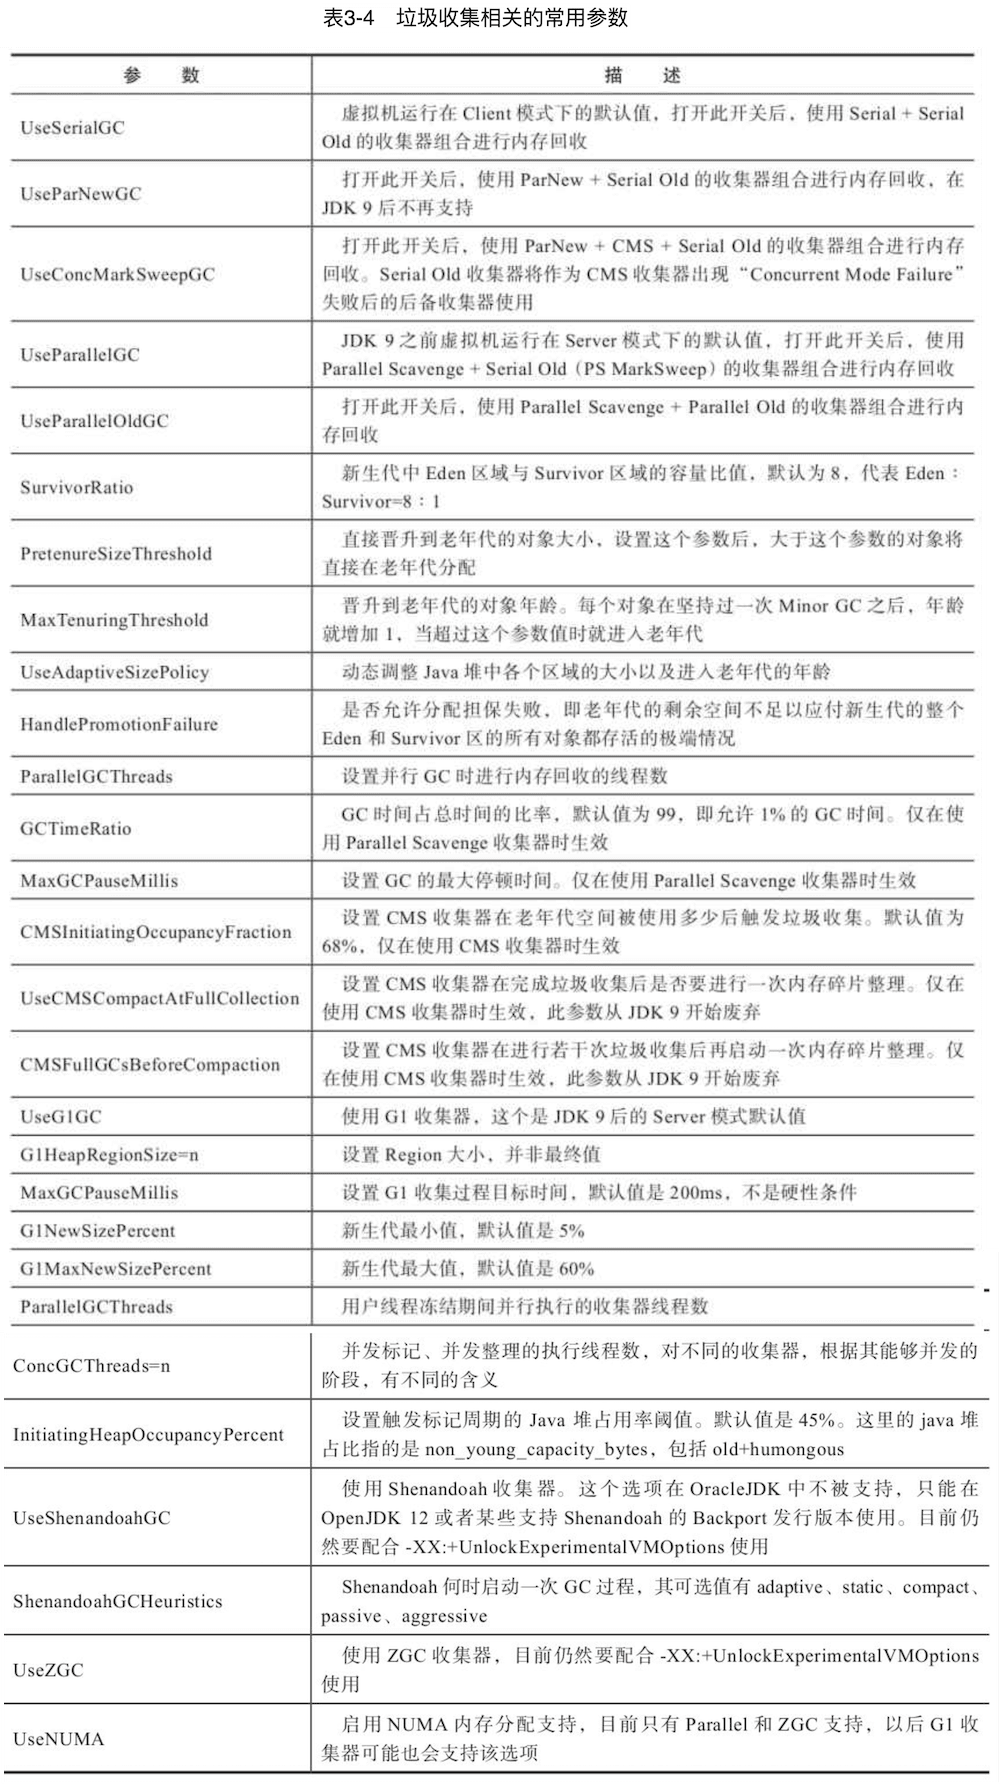 表3-4 垃圾收集相关的常用参数
参 数
描 述
UseSerialGC
虚拟机运行在 Client 模式下的默认值，打开此开关后，使用 Serial + Serial
Old 的收集器组合进行内存回收
UseParNewGC
打开此开关后，使用 ParNew + Serial Old 的收集器组合进行内存回收，在
JDK 9 后不再支持
UseConcMarkSweepGC
打开此开关后，使用 ParNew + CMS + Serial Old 的收集器组合进行内存
回收。Serial Old 收集器将作为 CMS 收集器出现“Concurrent Mode Failure”
失败后的后备收集器使用
UseParallelGC
JDK 9 之前虚拟机运行在 Server 模式下的默认值，打开此开关后，使用
Parallel Scavenge + Serial Old（PS MarkSweep）的收集器组合进行内存回收
UseParallelOldGC
打开此开关后，使用 Parallel Scavenge + Parallel Old 的收集器组合进行内
存回收
SurvivorRatio
新生代中 Eden 区域与 Survivor 区域的容量比值，默认为 8，代表 Eden：
Survivor=8：1
PretenureSizeThreshold
直接晋升到老年代的对象大小，设置这个参数后，大于这个参数的对象将
直接在老年代分配
MaxTenuringThreshold
晋升到老年代的对象年龄。每个对象在坚持过一次 Minor GC 之后，年龄
就增加 1，当超过这个参数值时就进入老年代
UseAdaptiveSizePolicy
动态调整 Java 堆中各个区域的大小以及进入老年代的年龄
HandlePromotionFailure
是否允许分配担保失败，即老年代的剩余空间不足以应付新生代的整个
Eden 和 Survivor 区的所有对象都存活的极端情况
ParallelGCThreads
设置并行 GC 时进行内存回收的线程数
GCTimeRatio
GC 时间占总时间的比率，默认值为 99，即允许 1% 的 GC 时间。仅在使
用 Parallel Scavenge 收集器时生效
MaxGCPauseMillis
设置 GC 的最大停顿时间。仅在使用 Parallel Scavenge 收集器时生效
CMSInitiatingOccupancyFraction
设置 CMS 收集器在老年代空间被使用多少后触发垃圾收集。默认值为
68%，仅在使用 CMS 收集器时生效
UseCMSCompactAtFullCollection
设置 CMS 收集器在完成垃圾收集后是否要进行一次内存碎片整理。仅在
使用 CMS 收集器时生效，此参数从 JDK 9 开始废弃
CMSFullGCsBeforeCompaction
设置 CMS 收集器在进行若干次垃圾收集后再启动一次内存碎片整理。仅
在使用 CMS 收集器时生效，此参数从 JDK 9 开始废弃
UseG1GC
使用 G1 收集器，这个是 JDK 9 后的 Server 模式默认值
G1HeapRegionSize=n
设置 Region 大小，并非最终值
MaxGCPauseMillis
设置 G1 收集过程目标时间，默认值是 200ms，不是硬性条件
G1NewSizePercent
新生代最小值，默认值是 5%
G1MaxNewSizePercent
新生代最大值，默认值是 60%
ParallelGCThreads
用户线程冻结期间并行执行的收集器线程数
ConcGCThreads=n
并发标记、并发整理的执行线程数，对不同的收集器，根据其能够并发的
阶段，有不同的含义
InitiatingHeapOccupancyPercent
设置触发标记周期的 Java 堆占用率阈值。默认值是 45%。这里的 java 堆
占比指的是 non_young_capacity_bytes，包括 old+humongous
UseShenandoahGC
使用 Shenandoah 收集器。这个选项在 OracleJDK 中不被支持，只能在
OpenJDK 12 或者某些支持 Shenandoah 的 Backport 发行版本使用。目前仍
然要配合 -XX:+UnlockExperimentalVMOptions 使用
ShenandoahGCHeuristics
Shenandoah 何时启动一次 GC 过程，其可选值有 adaptive、static、compact、
passive、aggressive
UseZGC
使用 ZGC 收集器，目前仍然要配合 -XX:+UnlockExperimentalVMOptions
使用
UseNUMA
启用 NUMA 内存分配支持，目前只有 Parallel 和 ZGC 支持，以后 G1 收
集器可能也会支持该选项